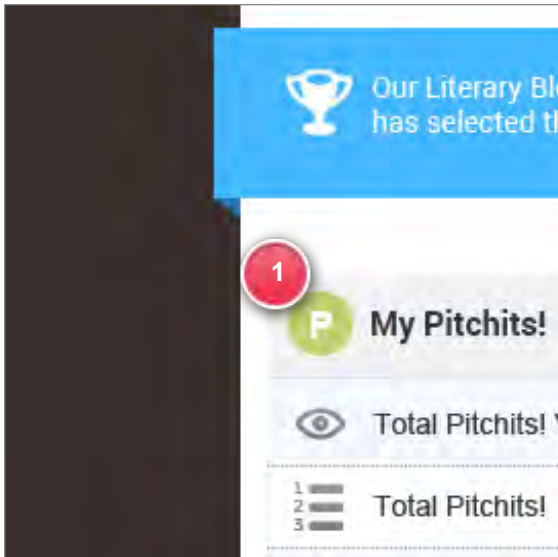 Our Literary
has selected
1
P My Pitchits!
Total Pitchits!
1
2
3
Total Pitchits!